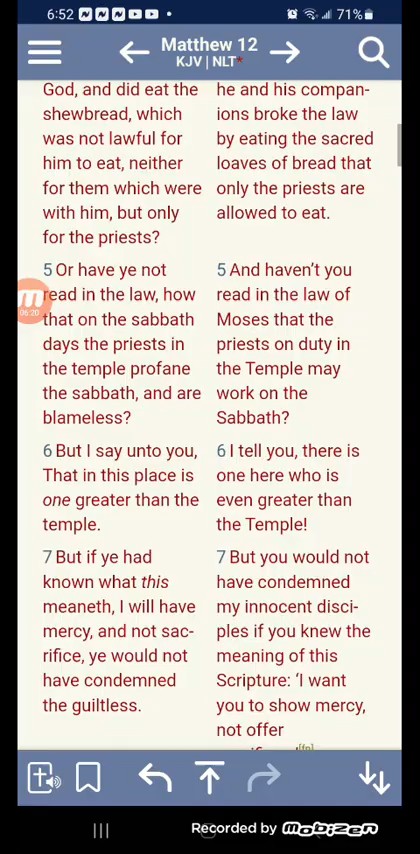 6:52 71%
Matthew 12
KJV | NLT*
God, and did eat the
shewbread, which
was not lawful for
him to eat, neither
for them which were
with him, but only
for the priests?
5 Or have ye not
read in the law, how
that on the sabbath
days the priests in
the temple profane
the sabbath, and are
blameless?
6 But I say unto you,
That in this place is
one greater than the
temple.
7 But if ye had
known what this
meaneth, I will have
mercy, and not sac-
rifice, ye would not
have condemned
the guiltless.
he and his compan-
ions broke the law
by eating the sacred
loaves of bread that
only the priests are
allowed to eat.
5 And haven’t you
read in the law of
Moses that the
priests on duty in
the Temple may
work on the
Sabbath?
6 I tell you, there is
one here who is
even greater than
the Temple!
7 But you would not
have condemned
my innocent disci-
ples if you knew the
meaning of this
Scripture: ‘I want
you to show mercy,
not offer
[fn]
06:20
Recorded by mobizen